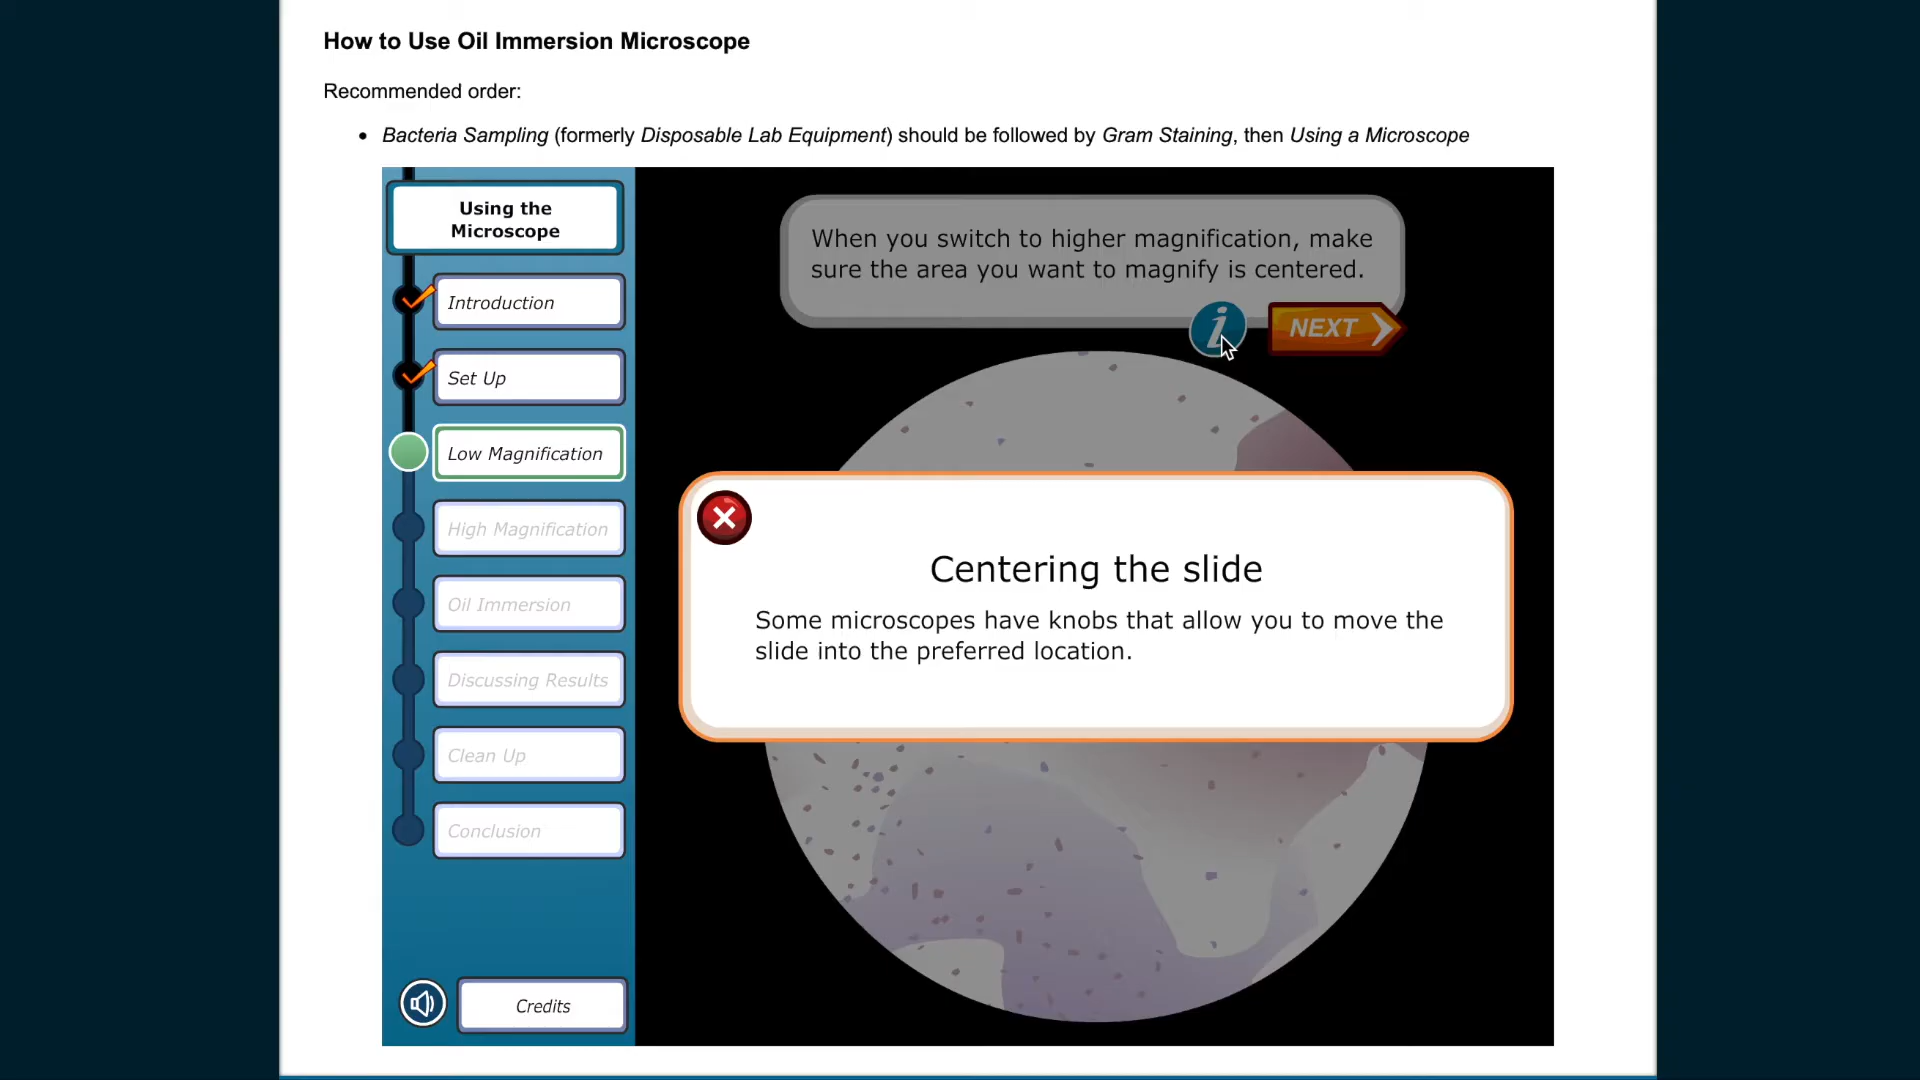 How to Use Oil Immersion Microscope
Recommended order:
• Bacteria Sampling (formerly Disposable Lab Equipment) should be followed by Gram Staining, then Using a Microscope
Using the
Microscope
Introduction
Set Up
Low Magnification
High Magnification
Oil Immersion
Discussing Results
Clean Up
Conclusion
Credits
When you switch to higher magnification, make
sure the area you want to magnify is centered.
i
NEXT
Centering the slide
Some microscopes have knobs that allow you to move the
slide into the preferred location.